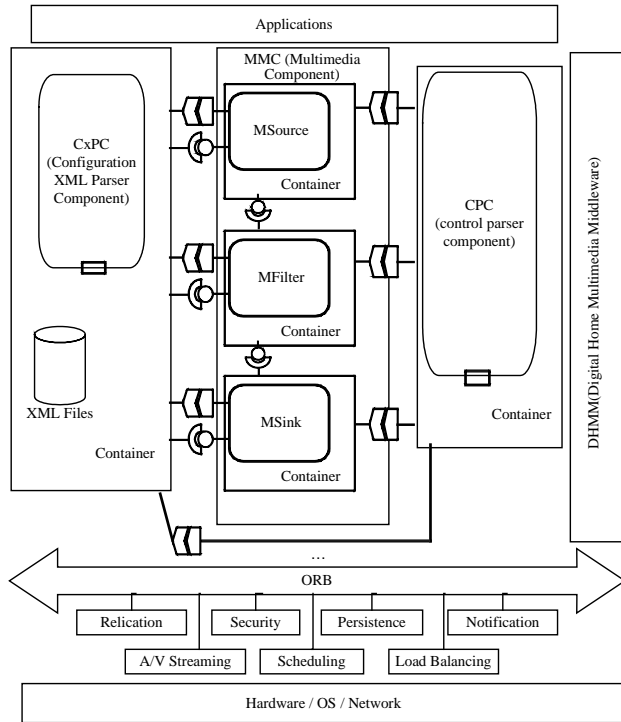 Applications
MMC (Multimedia
Component)
CxPC
(Configuration
XML Parser
Component)
MSource
Container
CPC
(control parser
component)
MFilter
Container
XML Files
Container
MSink
Container
Container
DHMM(Digital Home Multimedia Middleware)
...
ORB
Relication
Security
Persistence
Notification
A/V Streaming
Scheduling
Load Balancing
Hardware / OS / Network